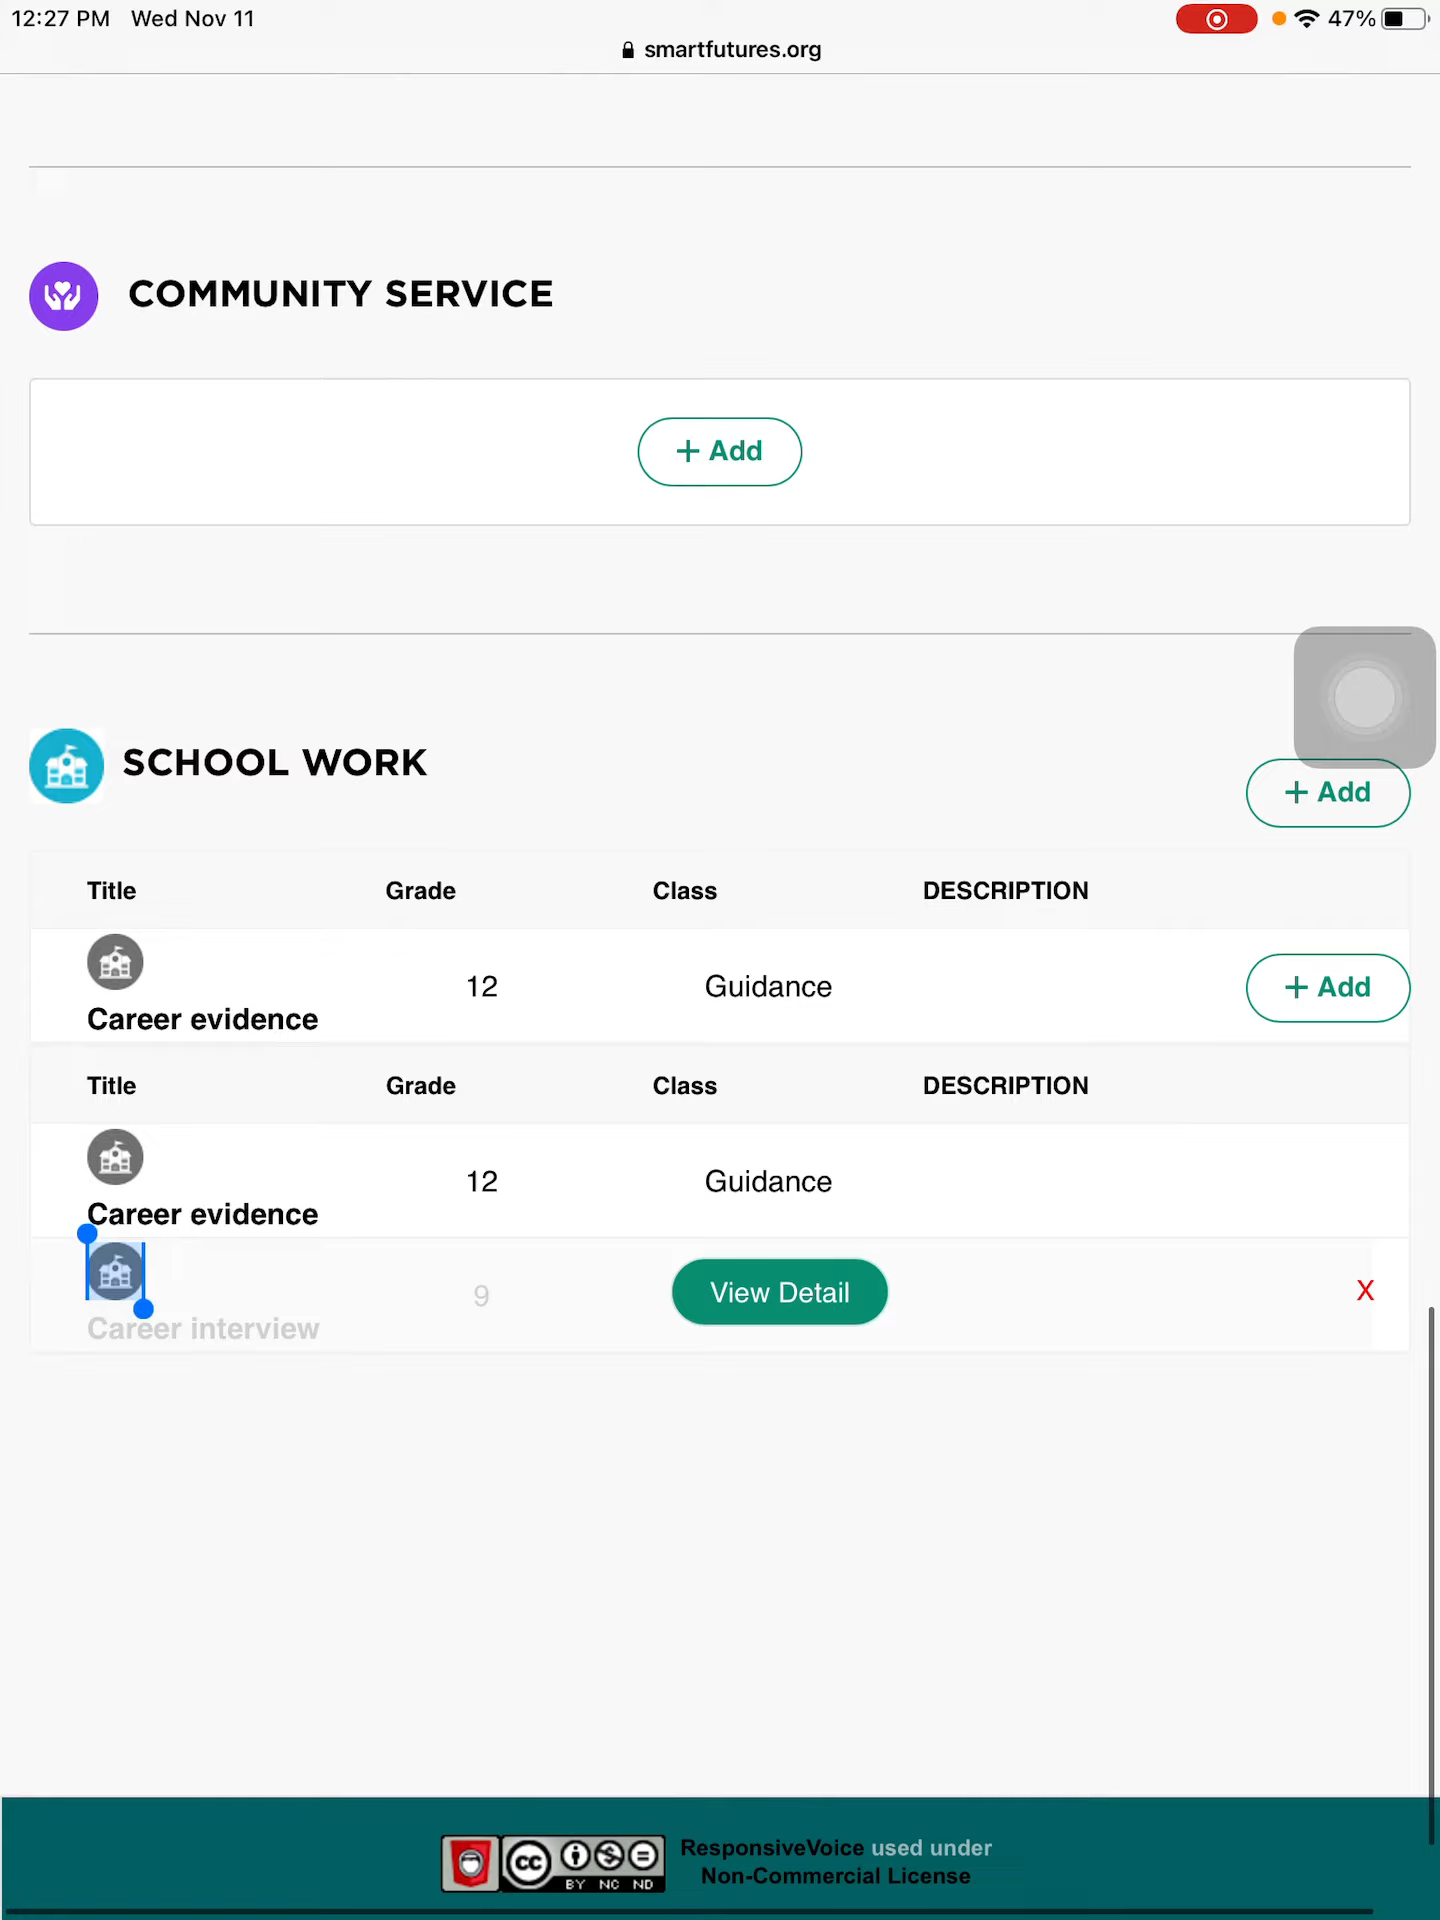 12:27 PM Wed Nov 11
47%
smartfutures.org
COMMUNITY SERVICE
+ Add
SCHOOL WORK
+ Add
Title Grade Class DESCRIPTION
12 Guidance + Add
Career evidence
Title Grade Class DESCRIPTION
12 Guidance
Career evidence
9 View Detail X
Career interview
ResponsiveVoice used under
Non-Commercial License
cc
BY NC ND